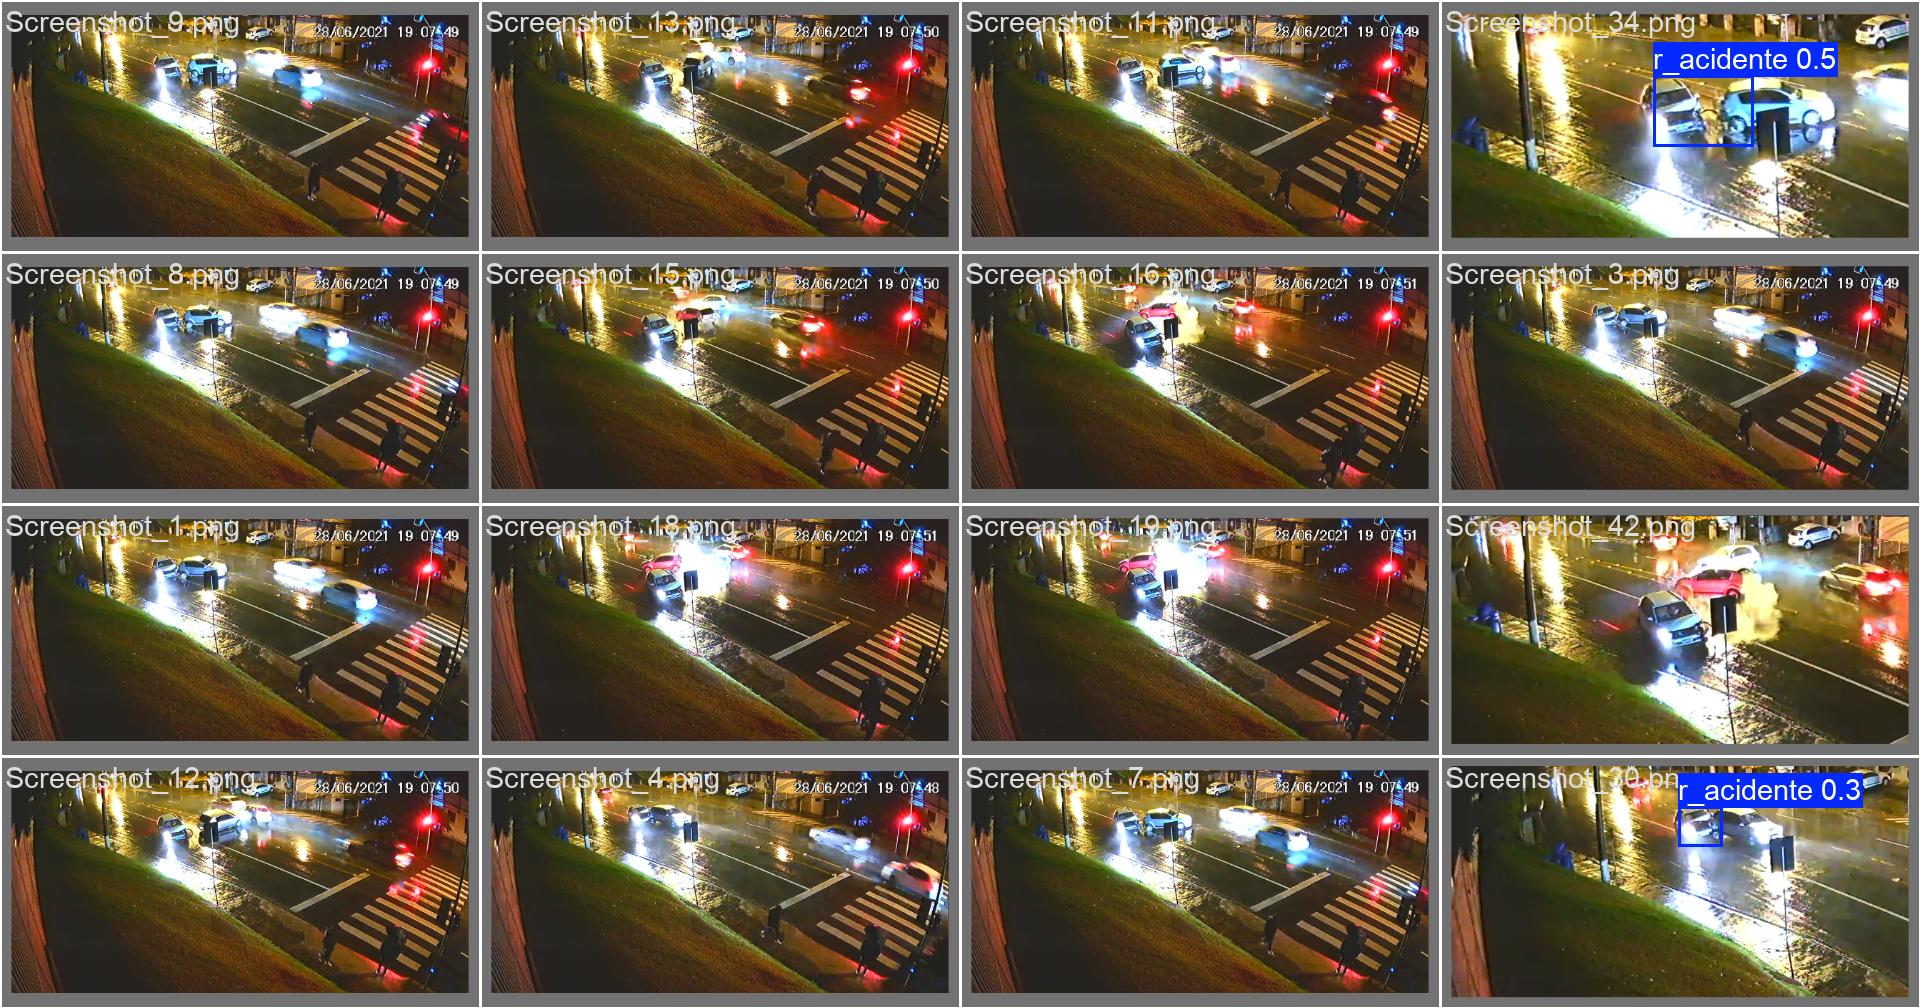 Screenshot_9.png
28/06/2021 19 07:49
Screenshot_13.png
28/06/2021 19 07:50
Screenshot_11.png
28/06/2021 19 07:49
Screenshot_34.png
r_acidente 0.5
Screenshot_8.png
28/06/2021 19 07:49
Screenshot_15.png
28/06/2021 19 07:50
Screenshot_16.png
28/06/2021 19 07:51
Screenshot_3.png
28/06/2021 19 07:49
Screenshot_1.png
28/06/2021 19 07:49
Screenshot_18.png
28/06/2021 19 07:51
Screenshot_19.png
28/06/2021 19 07:51
Screenshot_42.png
Screenshot_12.png
28/06/2021 19 07:50
Screenshot_4.png
28/06/2021 19 07:48
Screenshot_7.png
28/06/2021 19 07:49
Screenshot_30.pn
r_acidente 0.3